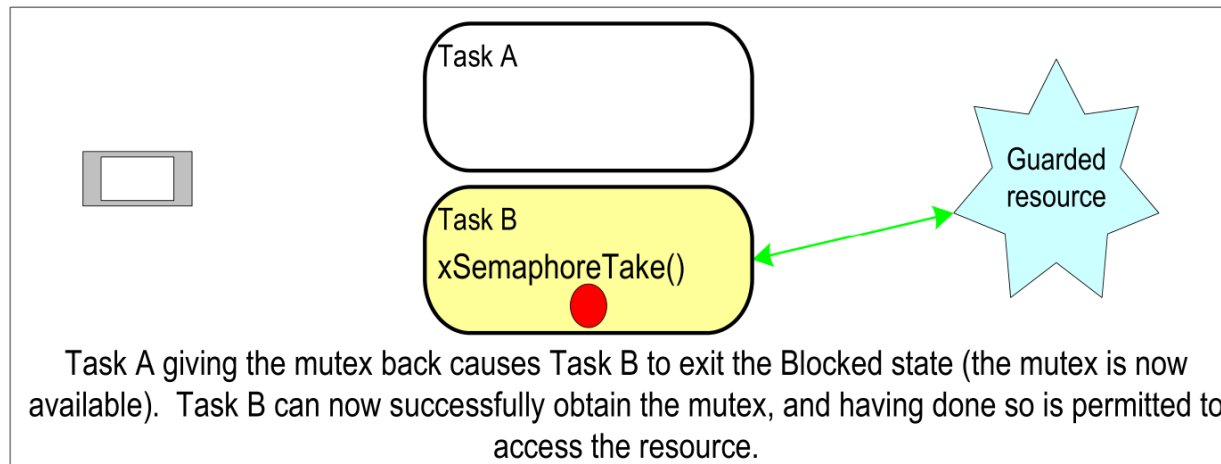 Task A
Guarded
resource
Task B
xSemaphoreTake()
Task A giving the mutex back causes Task B to exit the Blocked state (the mutex is now
available).  Task B can now successfully obtain the mutex, and having done so is permitted to
access the resource.